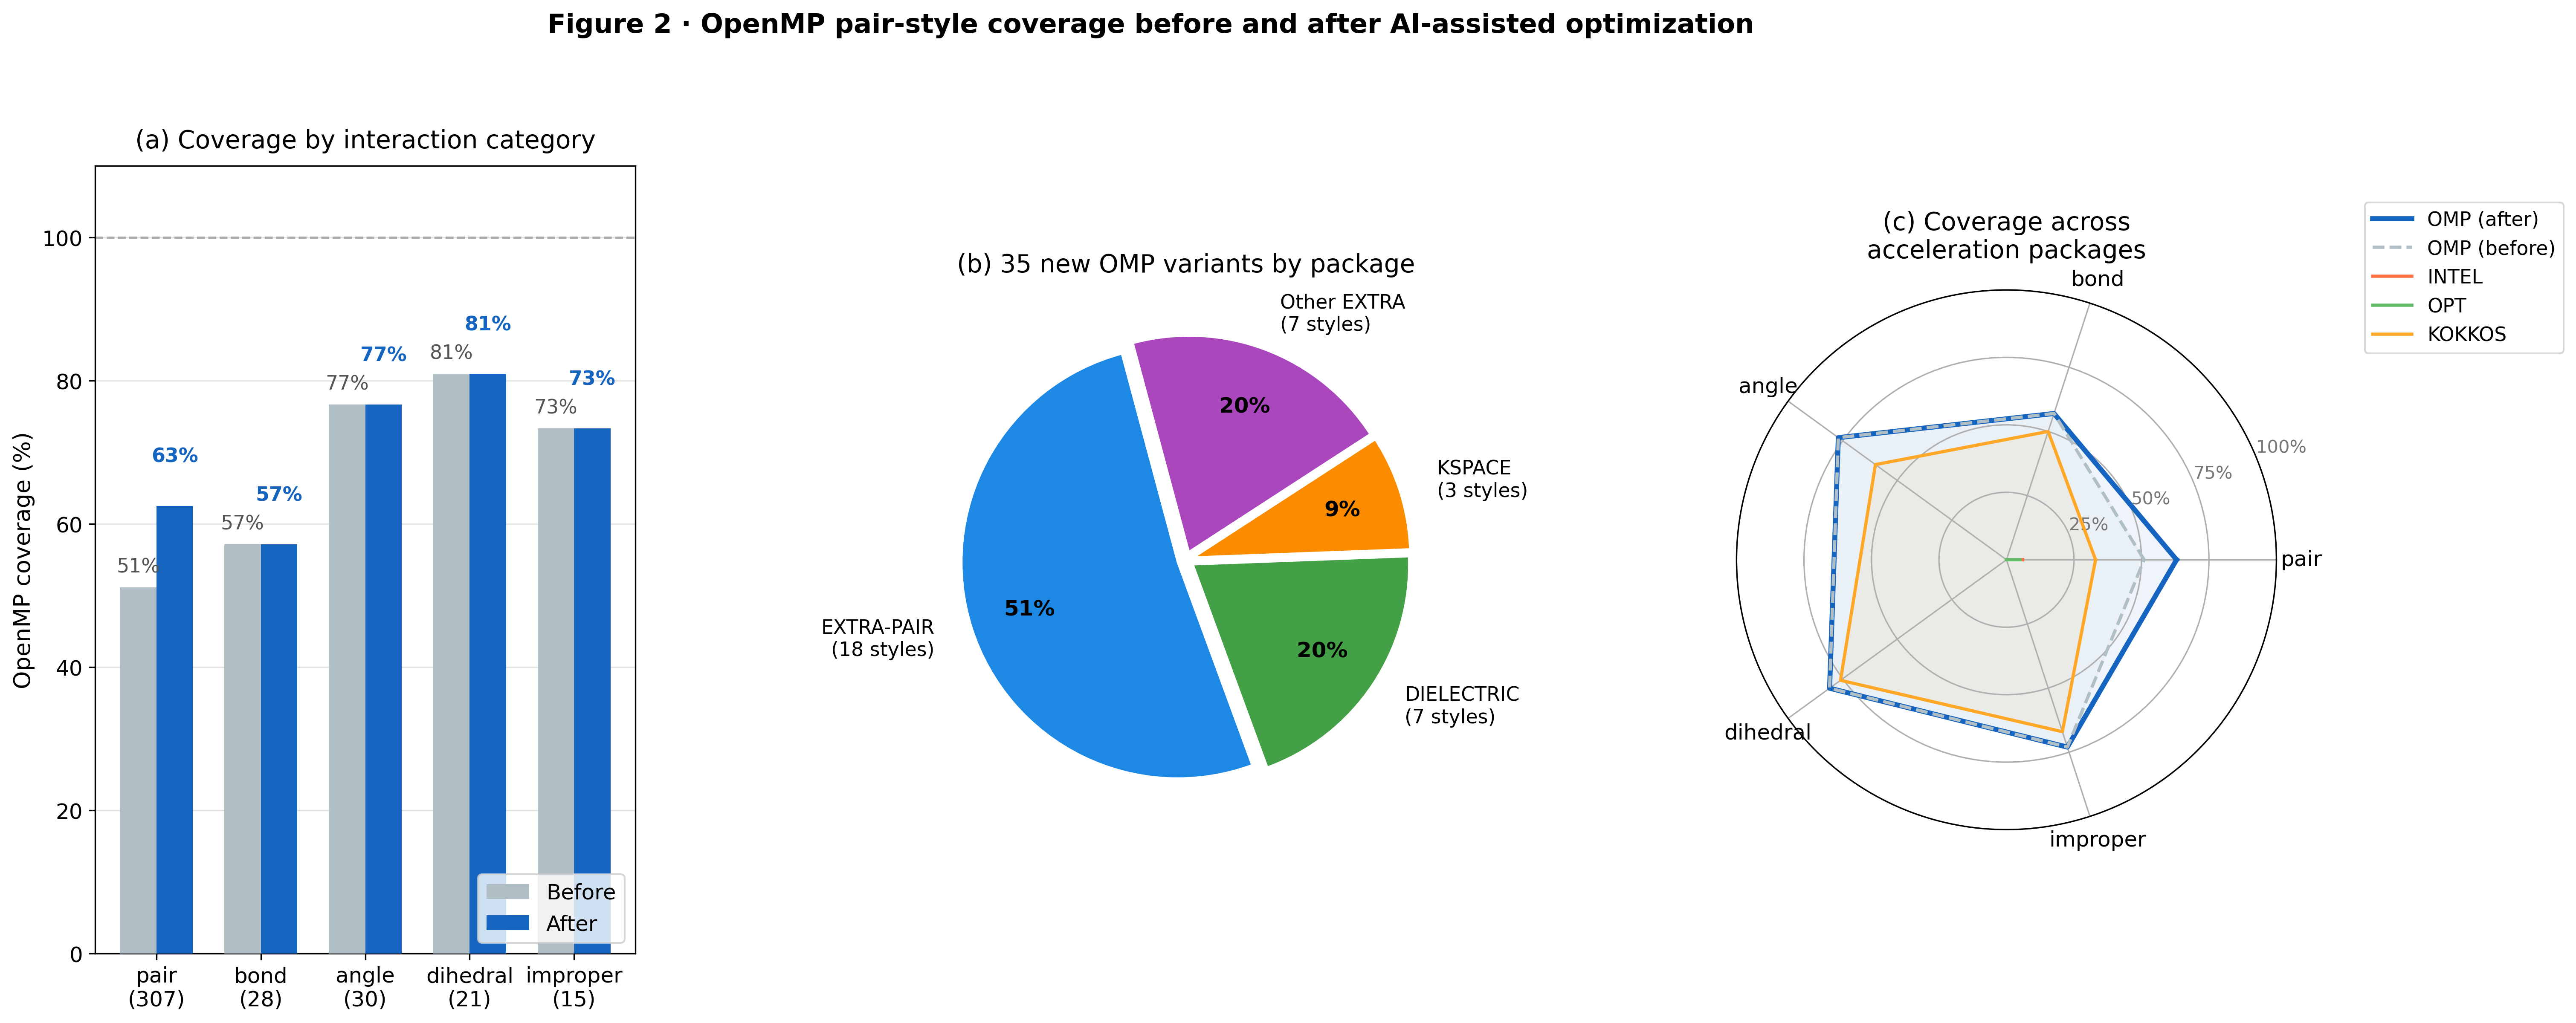 Figure 2 · OpenMP pair-style coverage before and after AI-assisted optimization
(a) Coverage by interaction category
OpenMP coverage (%)
100
80
60
40
20
0
51%
63%
57%
57%
77%
77%
81%
81%
73%
73%
Before
After
pair
(307)
bond
(28)
angle
(30)
dihedral
(21)
improper
(15)
(b) 35 new OMP variants by package
Other EXTRA
(7 styles)
20%
KSPACE
(3 styles)
9%
EXTRA-PAIR
(18 styles)
51%
DIELECTRIC
(7 styles)
20%
(c) Coverage across
acceleration packages
bond
angle
pair
dihedral
improper
25%
50%
75%
100%
OMP (after)
OMP (before)
INTEL
OPT
KOKKOS